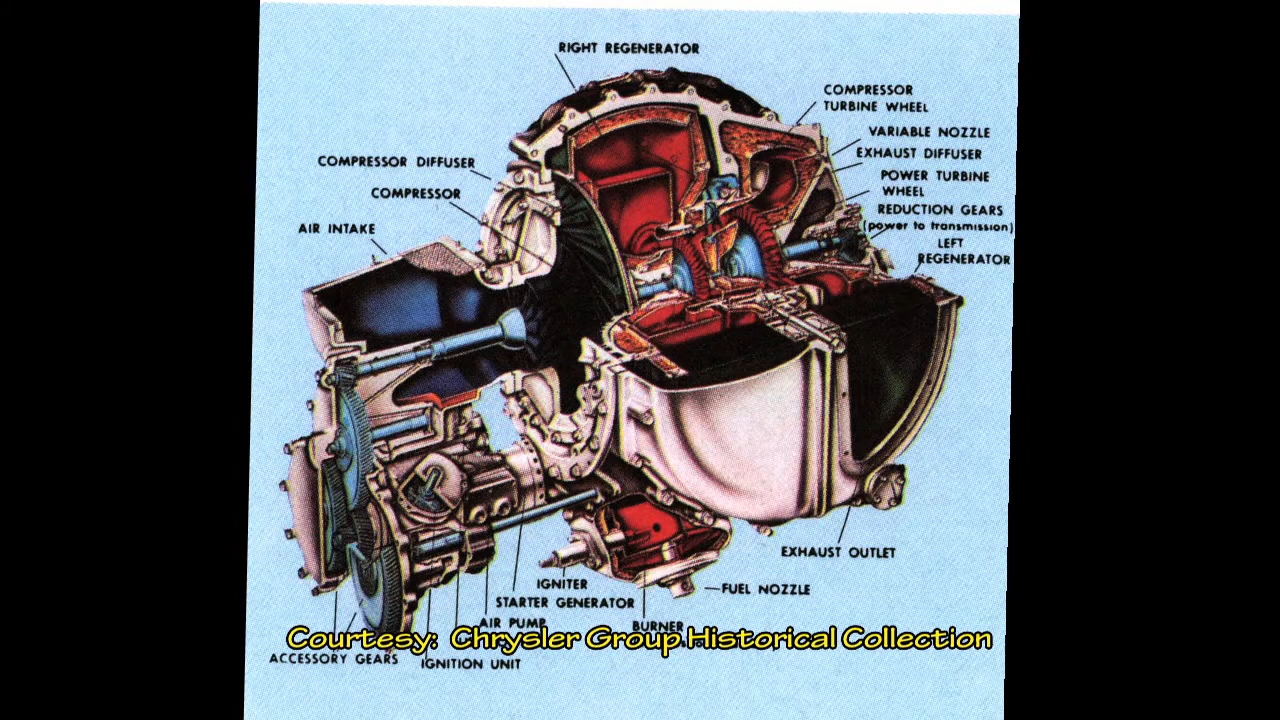 RIGHT REGENERATOR
COMPRESSOR
TURBINE WHEEL
VARIABLE NOZZLE
EXHAUST DIFFUSER
POWER TURBINE
WHEEL
REDUCTION GEARS
(power to transmission)
LEFT
REGENERATOR
COMPRESSOR DIFFUSER
COMPRESSOR
AIR INTAKE
EXHAUST OUTLET
IGNITER
FUEL NOZZLE
STARTER GENERATOR
AIR PUMP
BURNER
Courtesy: Chrysler Group Historical Collection
ACCESSORY GEARS
IGNITION UNIT